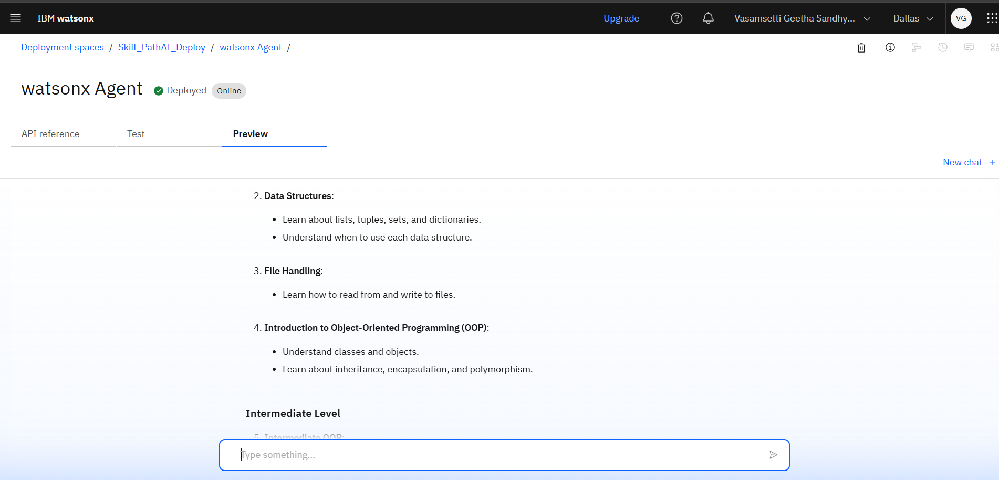 IBM watsonx
Upgrade
Vasamsetti Geetha Sandhy...
Dallas
VG
Deployment spaces / Skill_PathAI_Deploy / watsonx Agent /
watsonx Agent
Deployed
Online
API reference
Test
Preview
New chat +
2. Data Structures:
• Learn about lists, tuples, sets, and dictionaries.
• Understand when to use each data structure.
3. File Handling:
• Learn how to read from and write to files.
4. Introduction to Object-Oriented Programming (OOP):
• Understand classes and objects.
• Learn about inheritance, encapsulation, and polymorphism.
Intermediate Level
5. Intermediate OOP:
Type something...